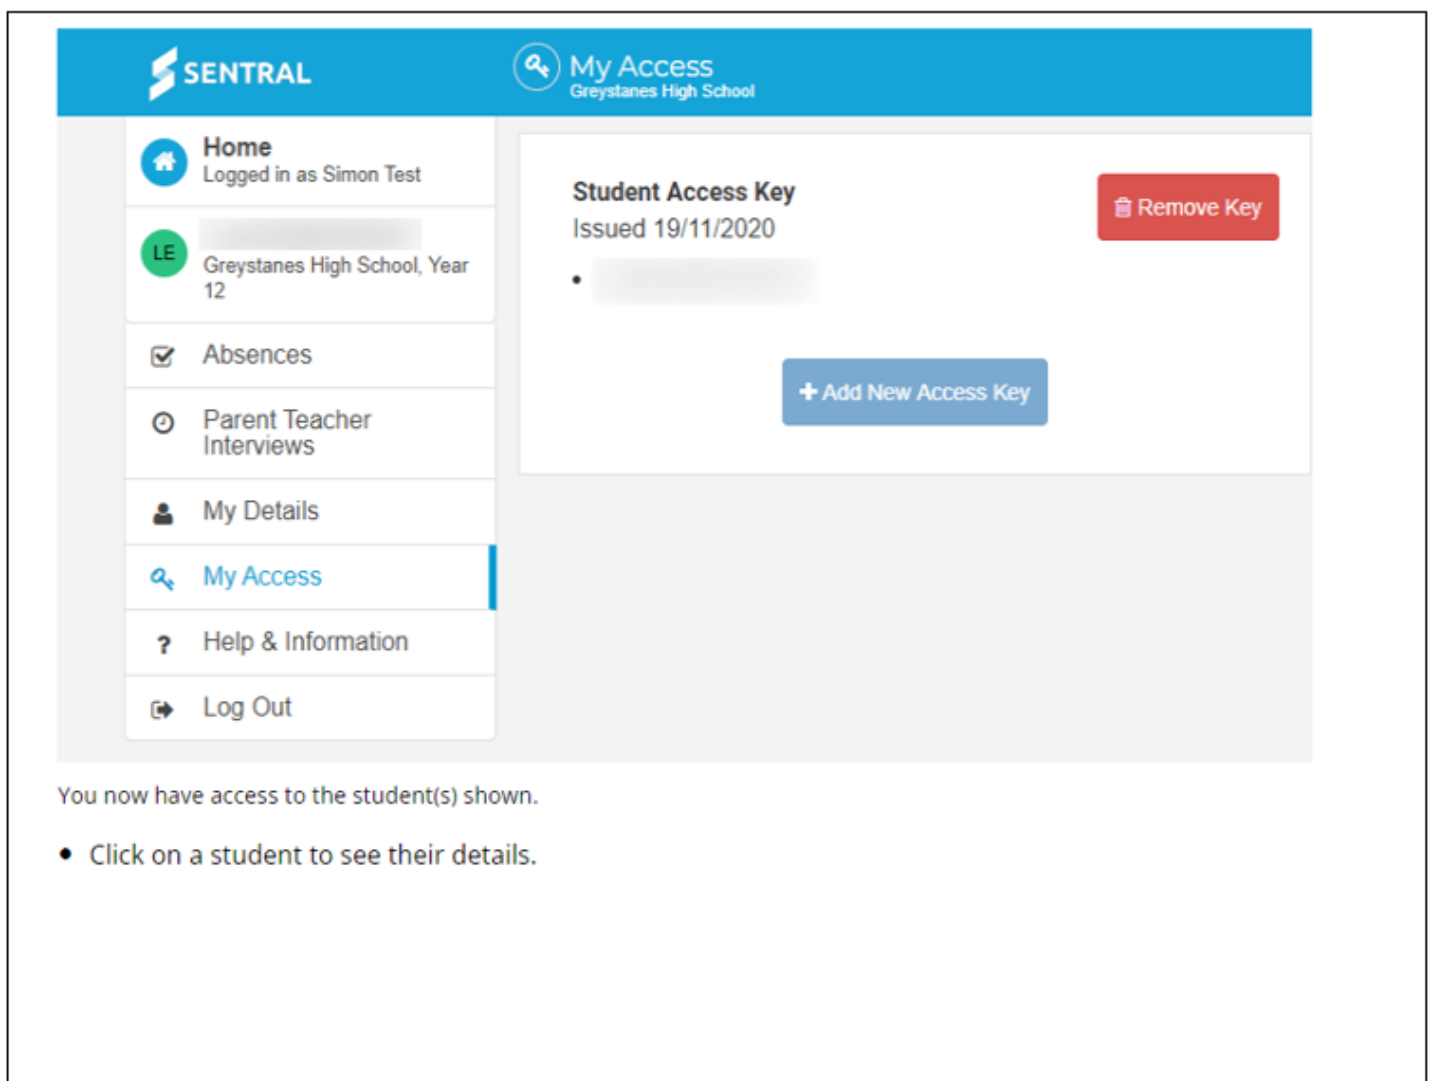 SENTRAL
My Access
Greystanes High School
Home
Logged in as Simon Test
LE
Greystanes High School, Year
12
Absences
Parent Teacher
Interviews
My Details
My Access
Help & Information
Log Out
Student Access Key
Issued 19/11/2020
Remove Key
+ Add New Access Key
You now have access to the student(s) shown.
• Click on a student to see their details.